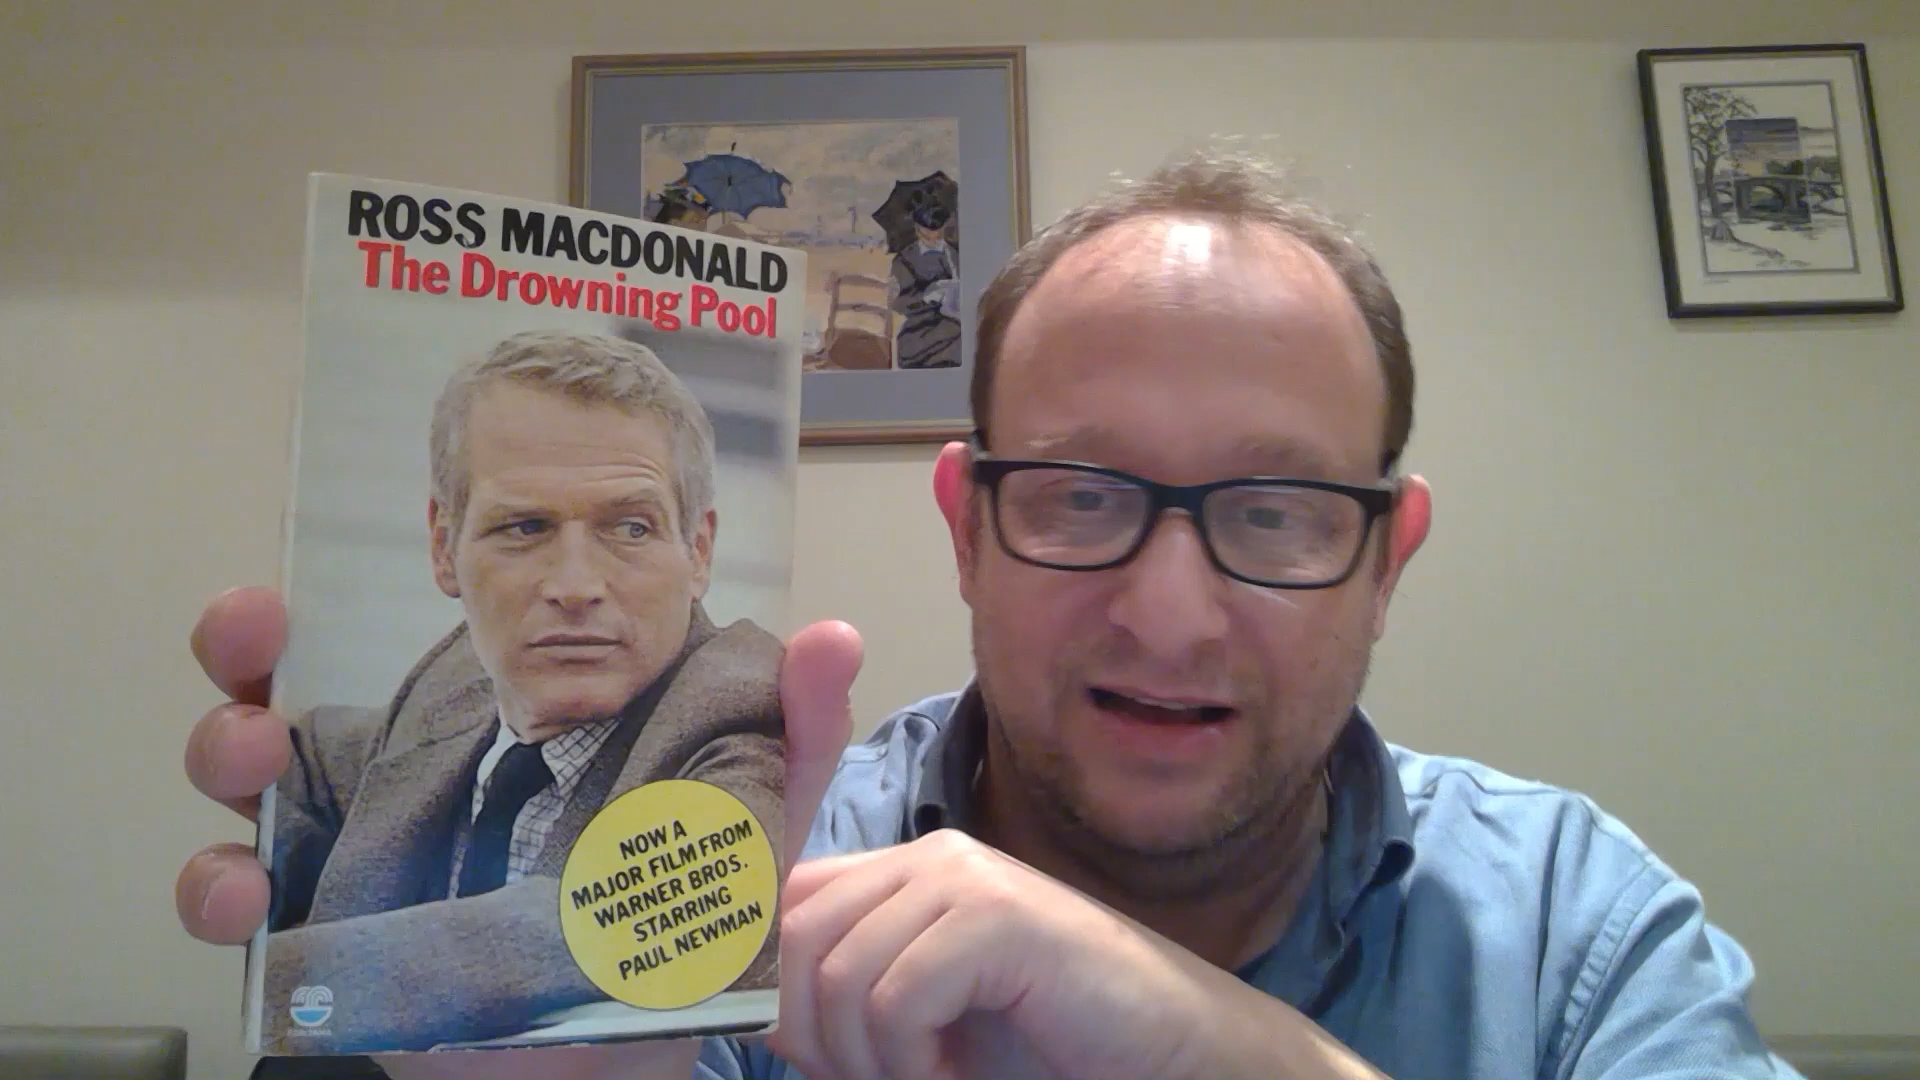 ROSS MACDONALD
The Drowning Pool
NOW A
MAJOR FILM FROM
WARNER BROS.
STARRING
PAUL NEWMAN